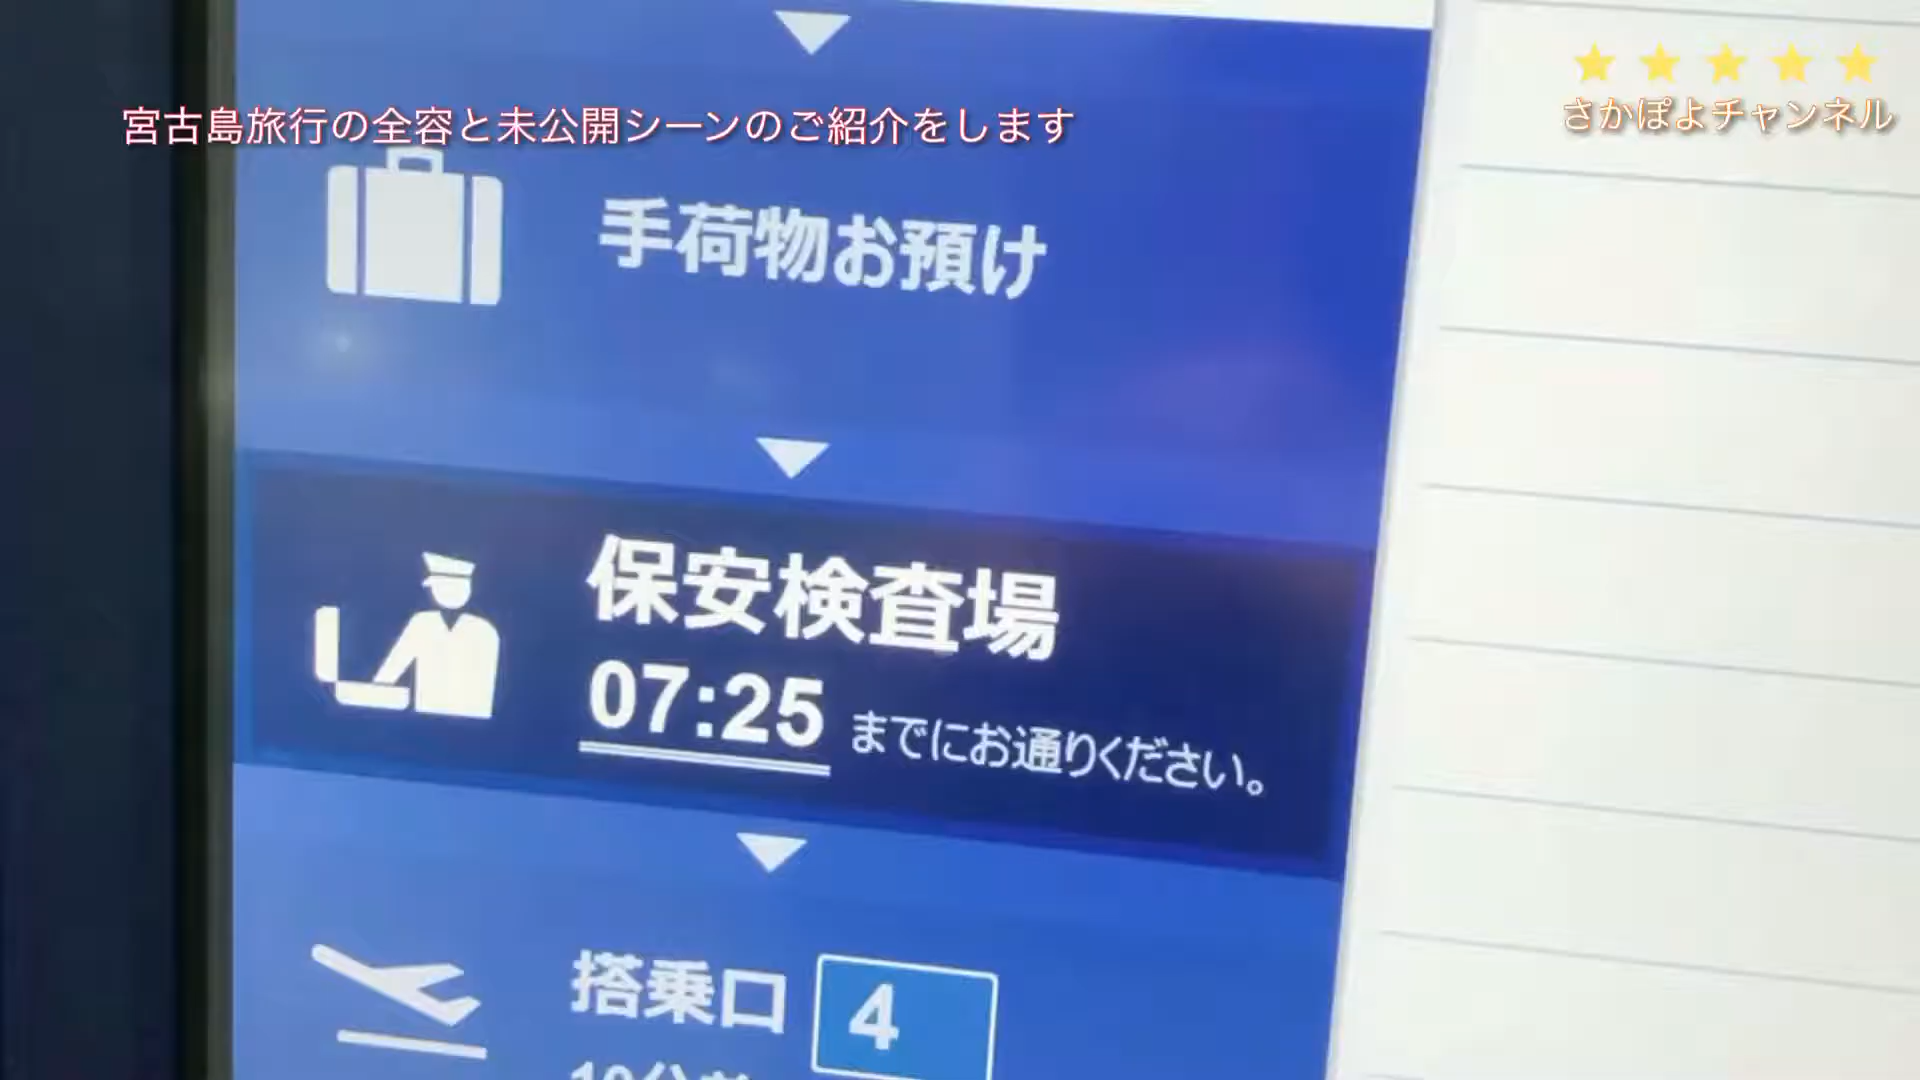 宮古島旅行の全容と未公開シーンのご紹介をします
さかぽよチャンネル
手荷物お預け
保安検査場
07:25 までにお通りください。
搭乗口 4